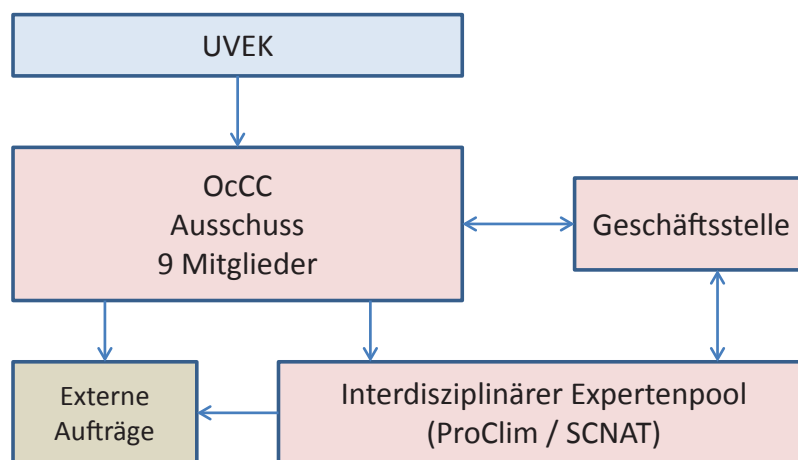 UVEK
OcCC
Ausschuss
9 Mitglieder
Geschäftsstelle
Externe
Aufträge
Interdisziplinärer Expertenpool
(ProClim / SCNAT)